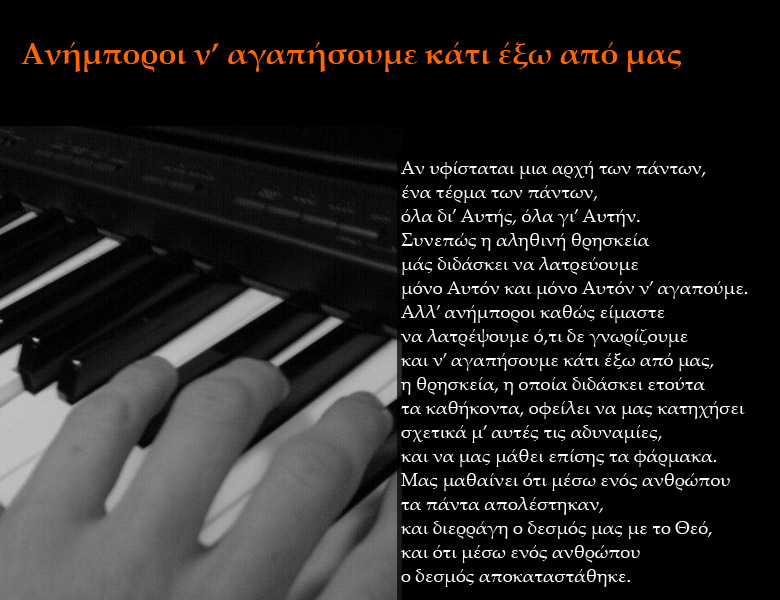 Ανήμποροι ν’ αγαπήσουμε κάτι έξω από μας
Αν υφίσταται μια αρχή των πάντων,
ένα τέρμα των πάντων,
όλα δι’ Αυτής, όλα γι’ Αυτήν.
Συνεπώς η αληθινή θρησκεία
μάς διδάσκει να λατρεύουμε
μόνο Αυτόν και μόνο Αυτόν ν’ αγαπούμε.
Αλλ’ ανήμποροι καθώς είμαστε
να λατρέψουμε ό,τι δε γνωρίζουμε
και ν’ αγαπήσουμε κάτι έξω από μας,
η θρησκεία, η οποία διδάσκει ετούτα
τα καθήκοντα, οφείλει να μας κατηχήσει
σχετικά μ’ αυτές τις αδυναμίες,
και να μας μάθει επίσης τα φάρμακα.
Μας μαθαίνει ότι μέσω ενός ανθρώπου
τα πάντα απολέστηκαν,
και διερράγη ο δεσμός μας με το Θεό,
και ότι μέσω ενός ανθρώπου
ο δεσμός αποκαταστάθηκε.